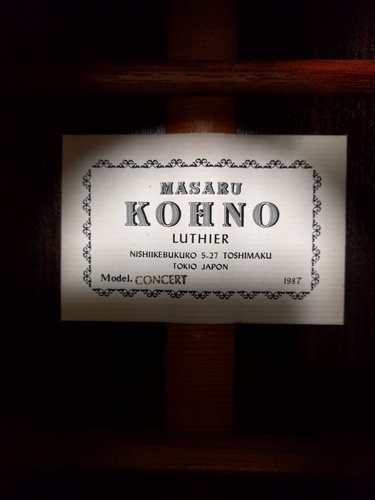 MASARU
KOHNO
LUTHIER
NISHIIKEBUKURO 5-27 TOSHIMAKU
TOKIO JAPON
Model. CONCERT 1987